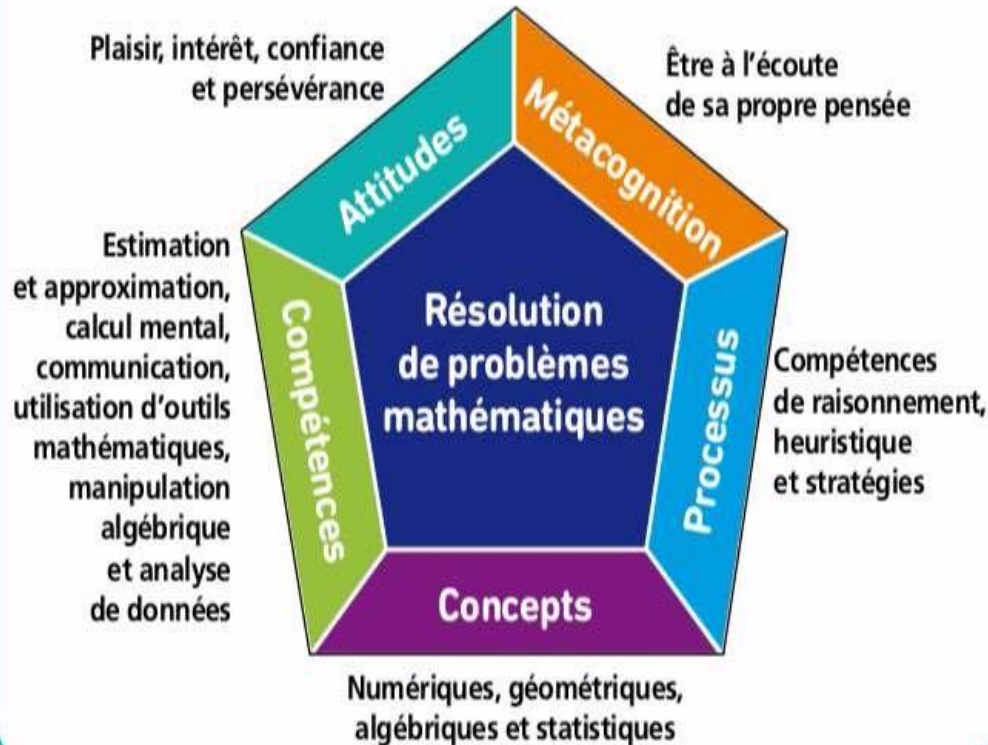 Plaisir, intérêt, confiance
et persévérance
Attitudes
Métacognition
Être à l'écoute
de sa propre pensée
Estimation
et approximation,
calcul mental,
communication,
utilisation d'outils
mathématiques,
manipulation
algébrique
et analyse
de données
Compétences
Résolution
de problèmes
mathématiques
Processus
Compétences
de raisonnement,
heuristique
et stratégies
Concepts
Numériques, géométriques,
algébriques et statistiques